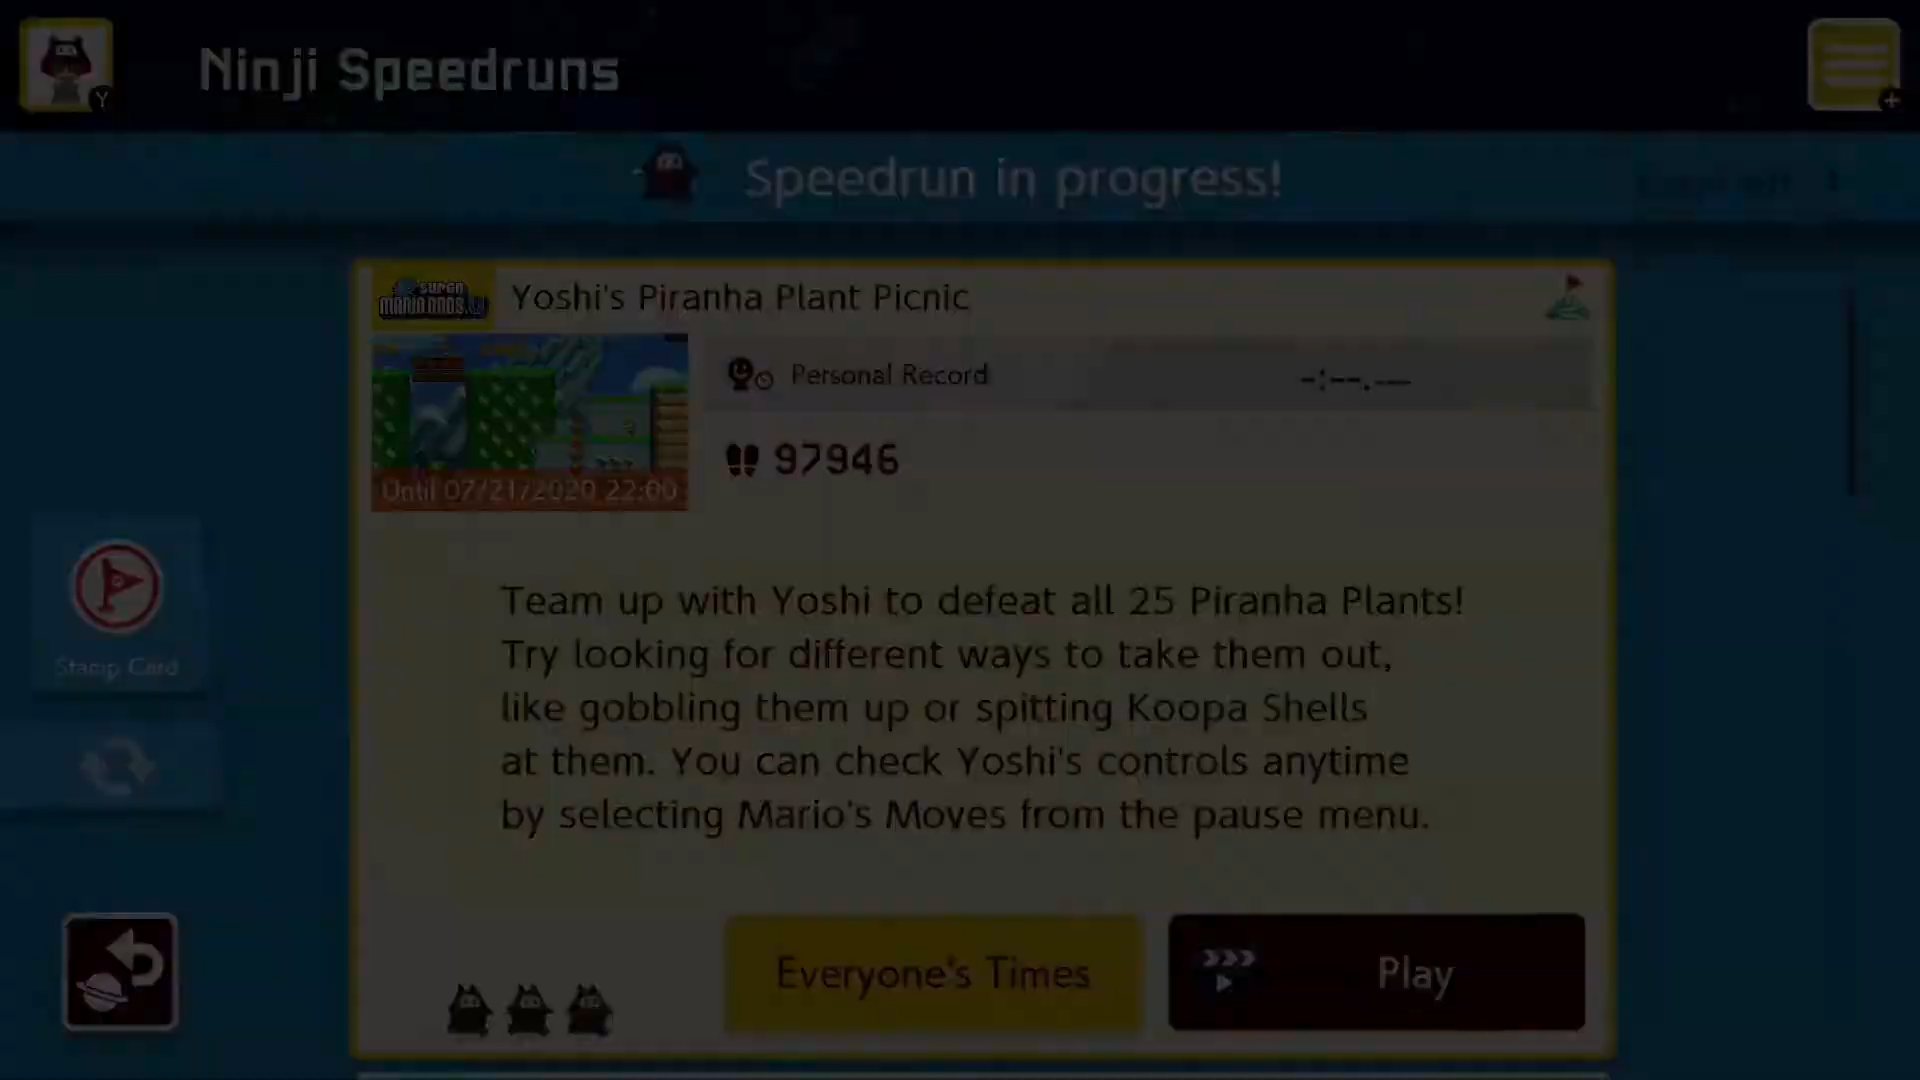 Ninji Speedruns
Y
+
Speedrun in progress!
SUPER
MARIO BROS. U
Yoshi's Piranha Plant Picnic
Personal Record
-:--.---
97946
Until 07/21/2020 22:00
Team up with Yoshi to defeat all 25 Piranha Plants!
Try looking for different ways to take them out,
like gobbling them up or spitting Koopa Shells
at them. You can check Yoshi's controls anytime
by selecting Mario's Moves from the pause menu.
Stamp Card
Everyone's Times
Play